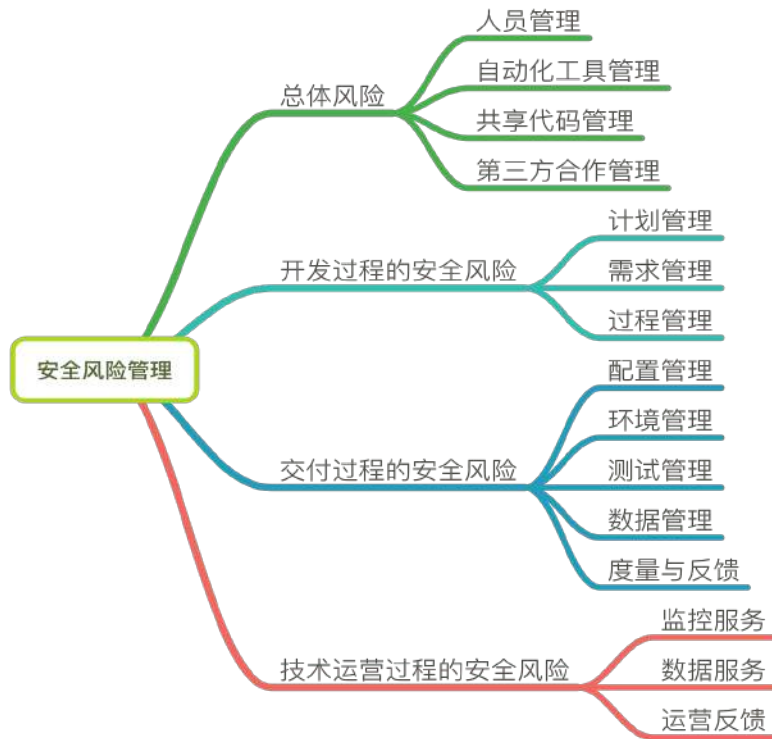 安全风险管理
总体风险
人员管理
自动化工具管理
共享代码管理
第三方合作管理
开发过程的安全风险
计划管理
需求管理
过程管理
交付过程的安全风险
配置管理
环境管理
测试管理
数据管理
度量与反馈
技术运营过程的安全风险
监控服务
数据服务
运营反馈